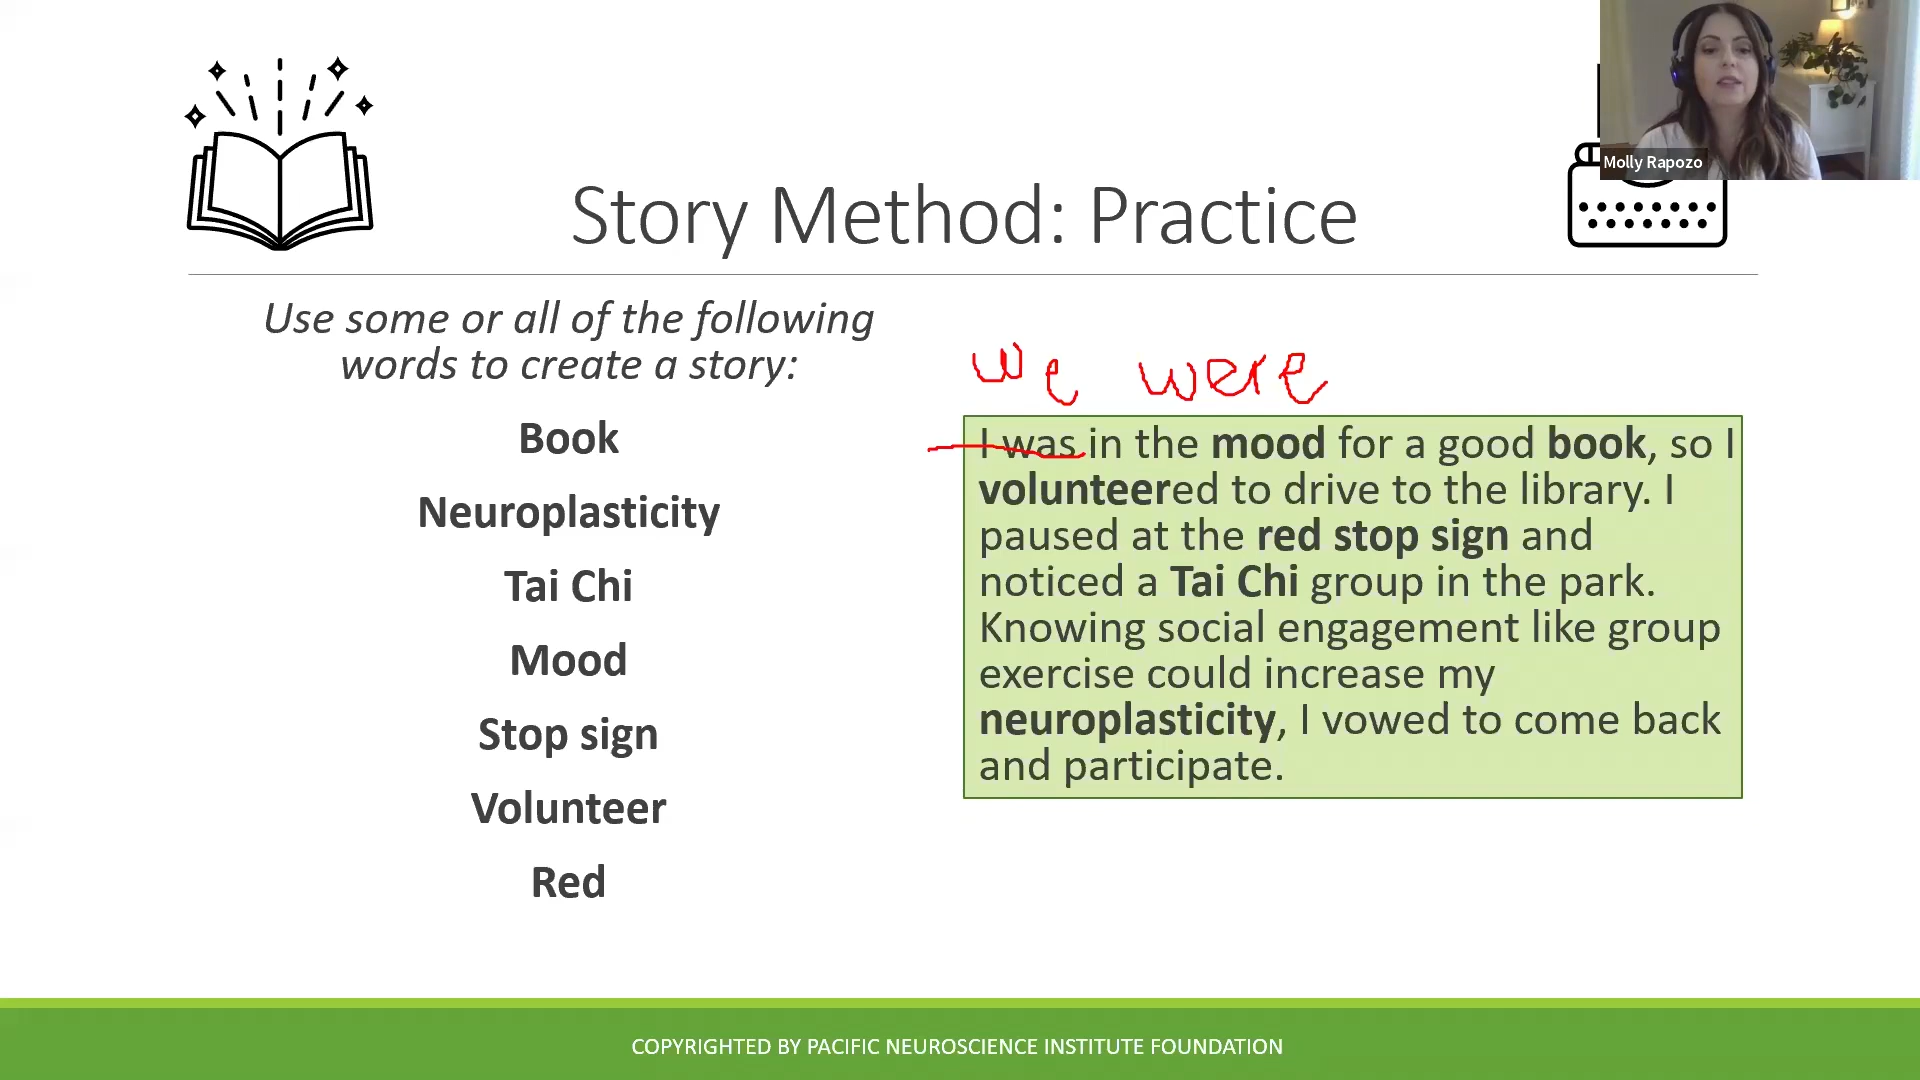 Molly Rapozo
Story Method: Practice
Use some or all of the following
words to create a story:
Book
Neuroplasticity
Tai Chi
Mood
Stop sign
Volunteer
Red
we were
I was in the mood for a good book, so I
volunteered to drive to the library. I
paused at the red stop sign and
noticed a Tai Chi group in the park.
Knowing social engagement like group
exercise could increase my
neuroplasticity, I vowed to come back
and participate.
COPYRIGHTED BY PACIFIC NEUROSCIENCE INSTITUTE FOUNDATION